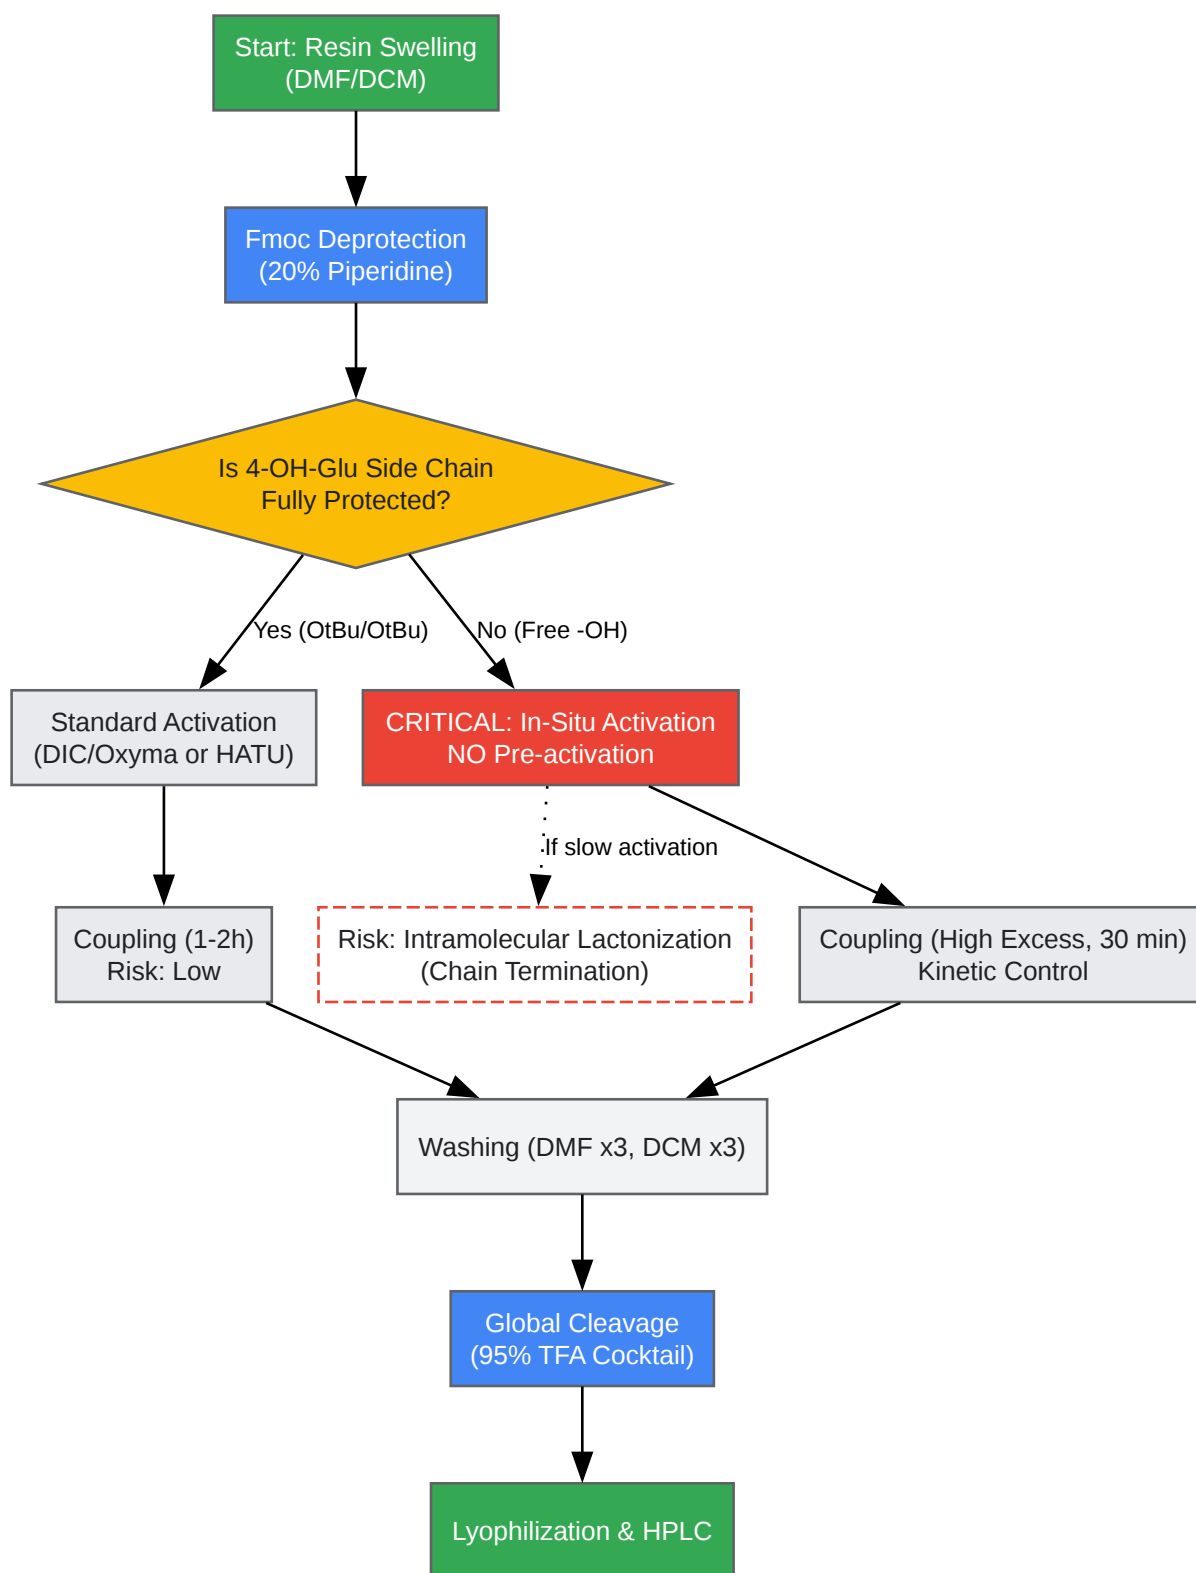 Start: Resin Swelling
(DMF/DCM)
Fmoc Deprotection
(20% Piperidine)
Is 4-OH-Glu Side Chain
Fully Protected?
Yes (OtBu/OtBu)
No (Free -OH)
Standard Activation
(DIC/Oxyma or HATU)
CRITICAL: In-Situ Activation
NO Pre-activation
If slow activation
Coupling (1-2h)
Risk: Low
Risk: Intramolecular Lactonization
(Chain Termination)
Coupling (High Excess, 30 min)
Kinetic Control
Washing (DMF x3, DCM x3)
Global Cleavage
(95% TFA Cocktail)
Lyophilization & HPLC